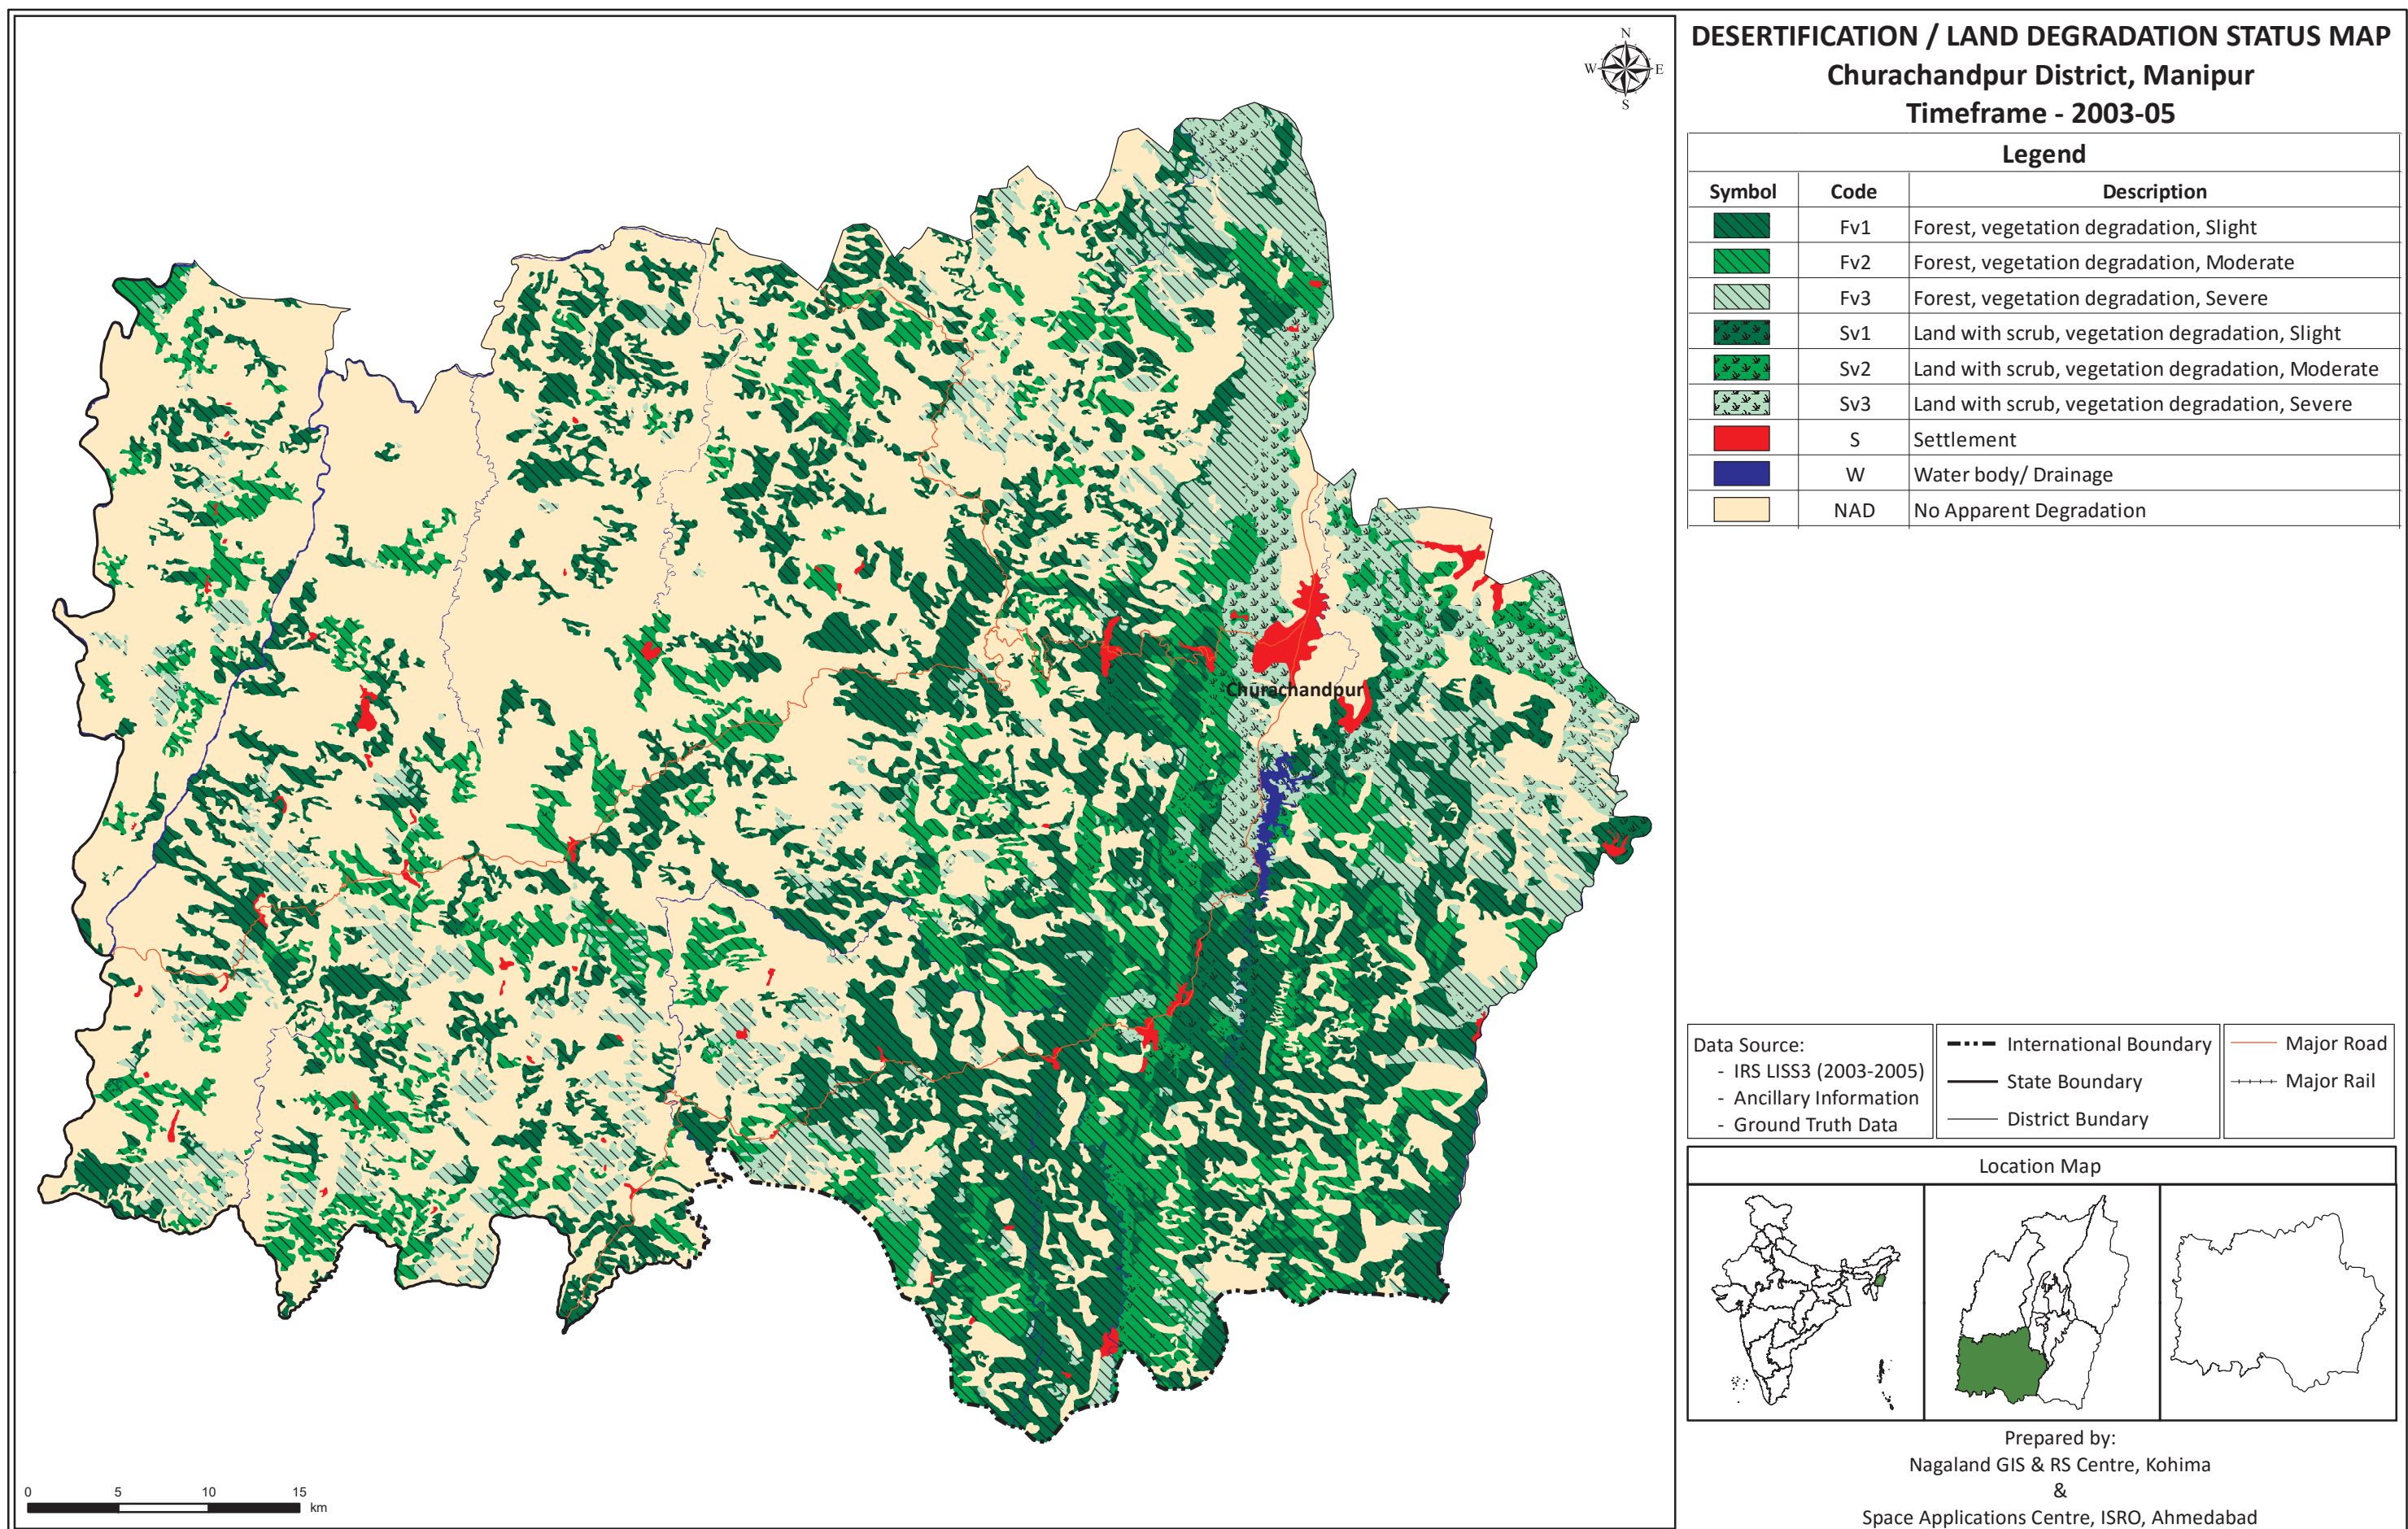 DESERTIFICATION / LAND DEGRADATION STATUS MAP
Churachandpur District, Manipur
Timeframe - 2003-05
Legend
Symbol Code Description
Fv1 Forest, vegetation degradation, Slight
Fv2 Forest, vegetation degradation, Moderate
Fv3 Forest, vegetation degradation, Severe
Sv1 Land with scrub, vegetation degradation, Slight
Sv2 Land with scrub, vegetation degradation, Moderate
Sv3 Land with scrub, vegetation degradation, Severe
S Settlement
W Water body/ Drainage
NAD No Apparent Degradation
N
W E
S
Churachandpur
0 5 10 15
km
Data Source:
- IRS LISS3 (2003-2005)
- Ancillary Information
- Ground Truth Data
International Boundary
State Boundary
District Bundary
Major Road
Major Rail
Location Map
Prepared by:
Nagaland GIS & RS Centre, Kohima
&
Space Applications Centre, ISRO, Ahmedabad